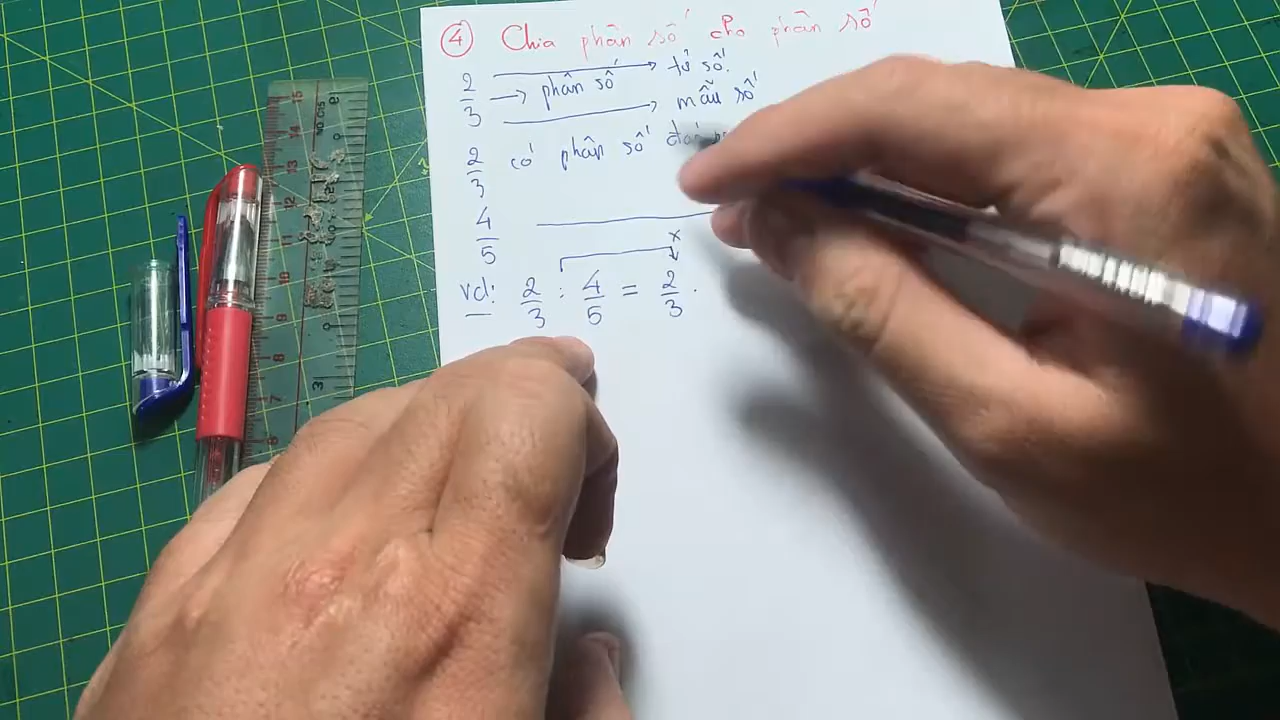 ④ Chia phân số cho phân số
2/3 → tử số.
→ phân số
→ mẫu số
2/3 có phân số
4/5
vd: 2/3 : 4/5 = 2/3 .
x